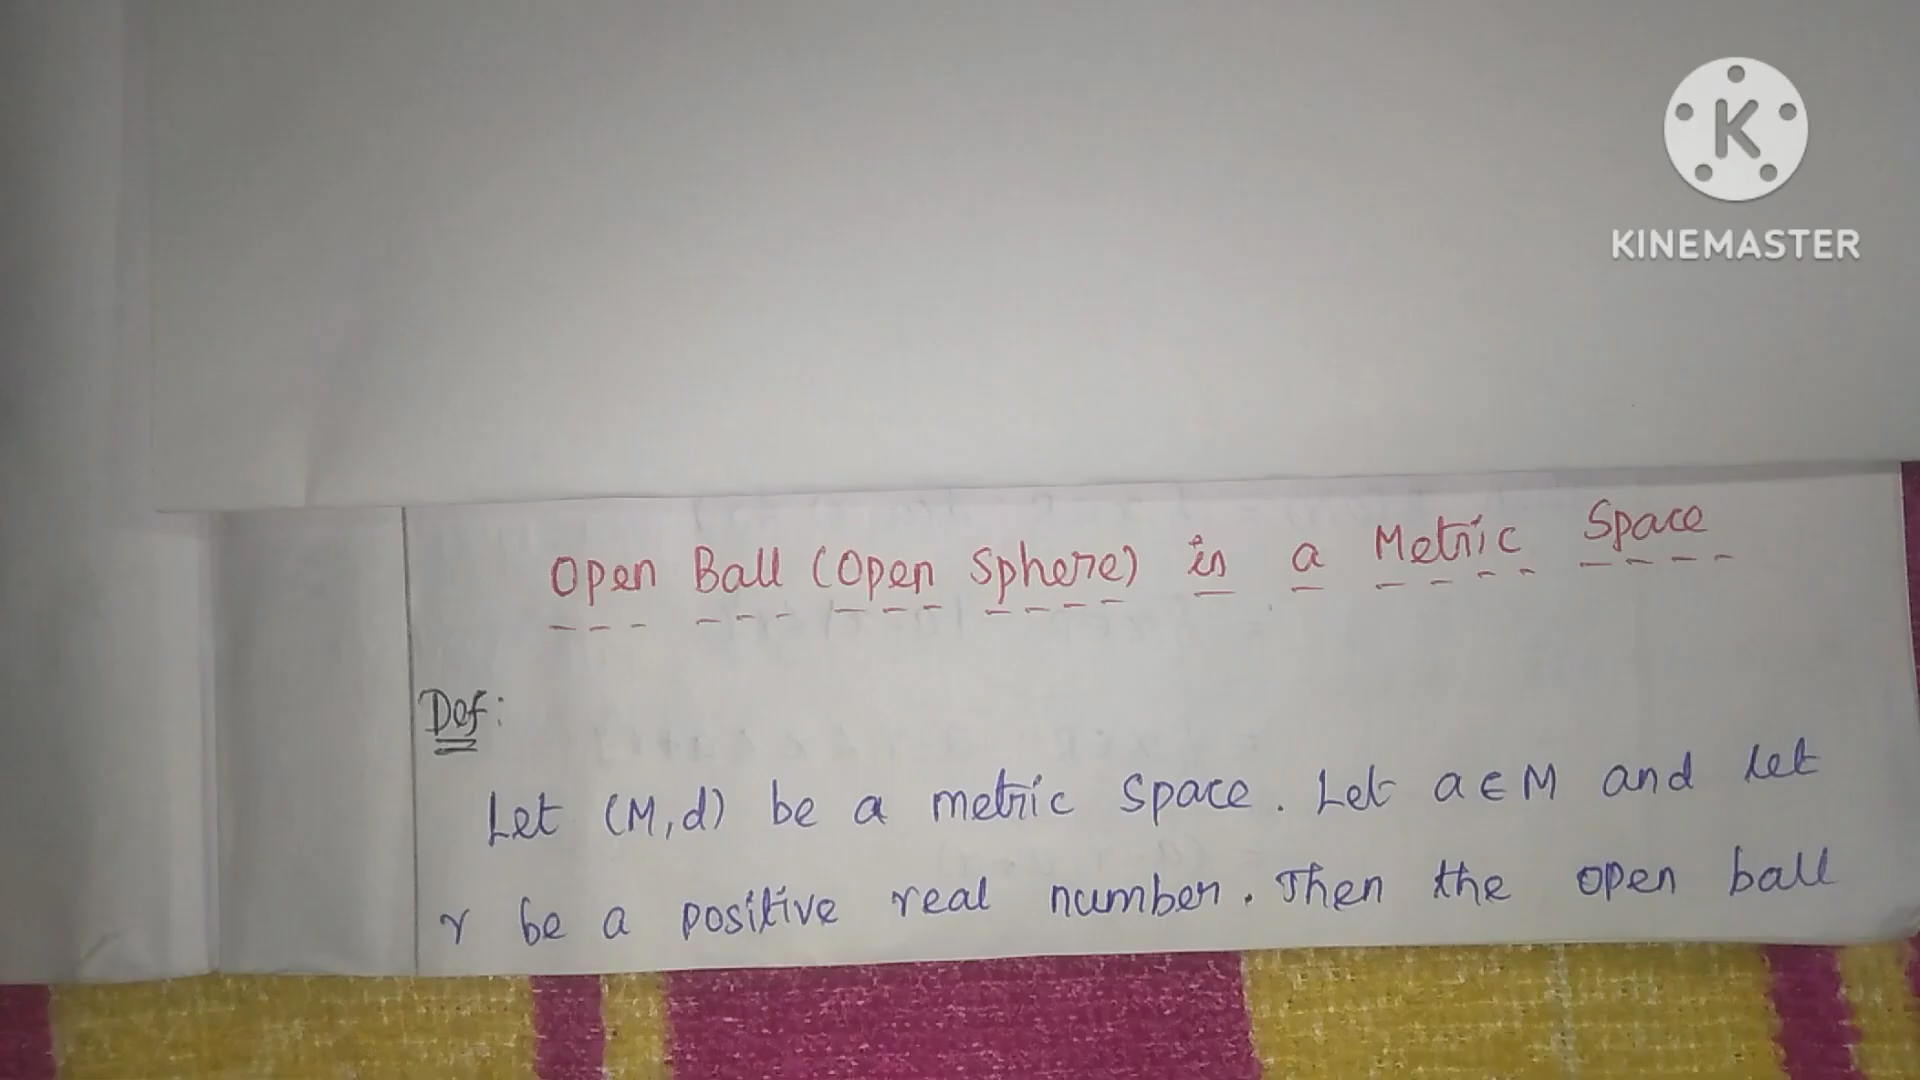 K
KINEMASTER
Open Ball (Open Sphere) in a Metric Space
Def:
Let (M,d) be a metric space. Let a ∈ M and let
r be a positive real number. Then the open ball